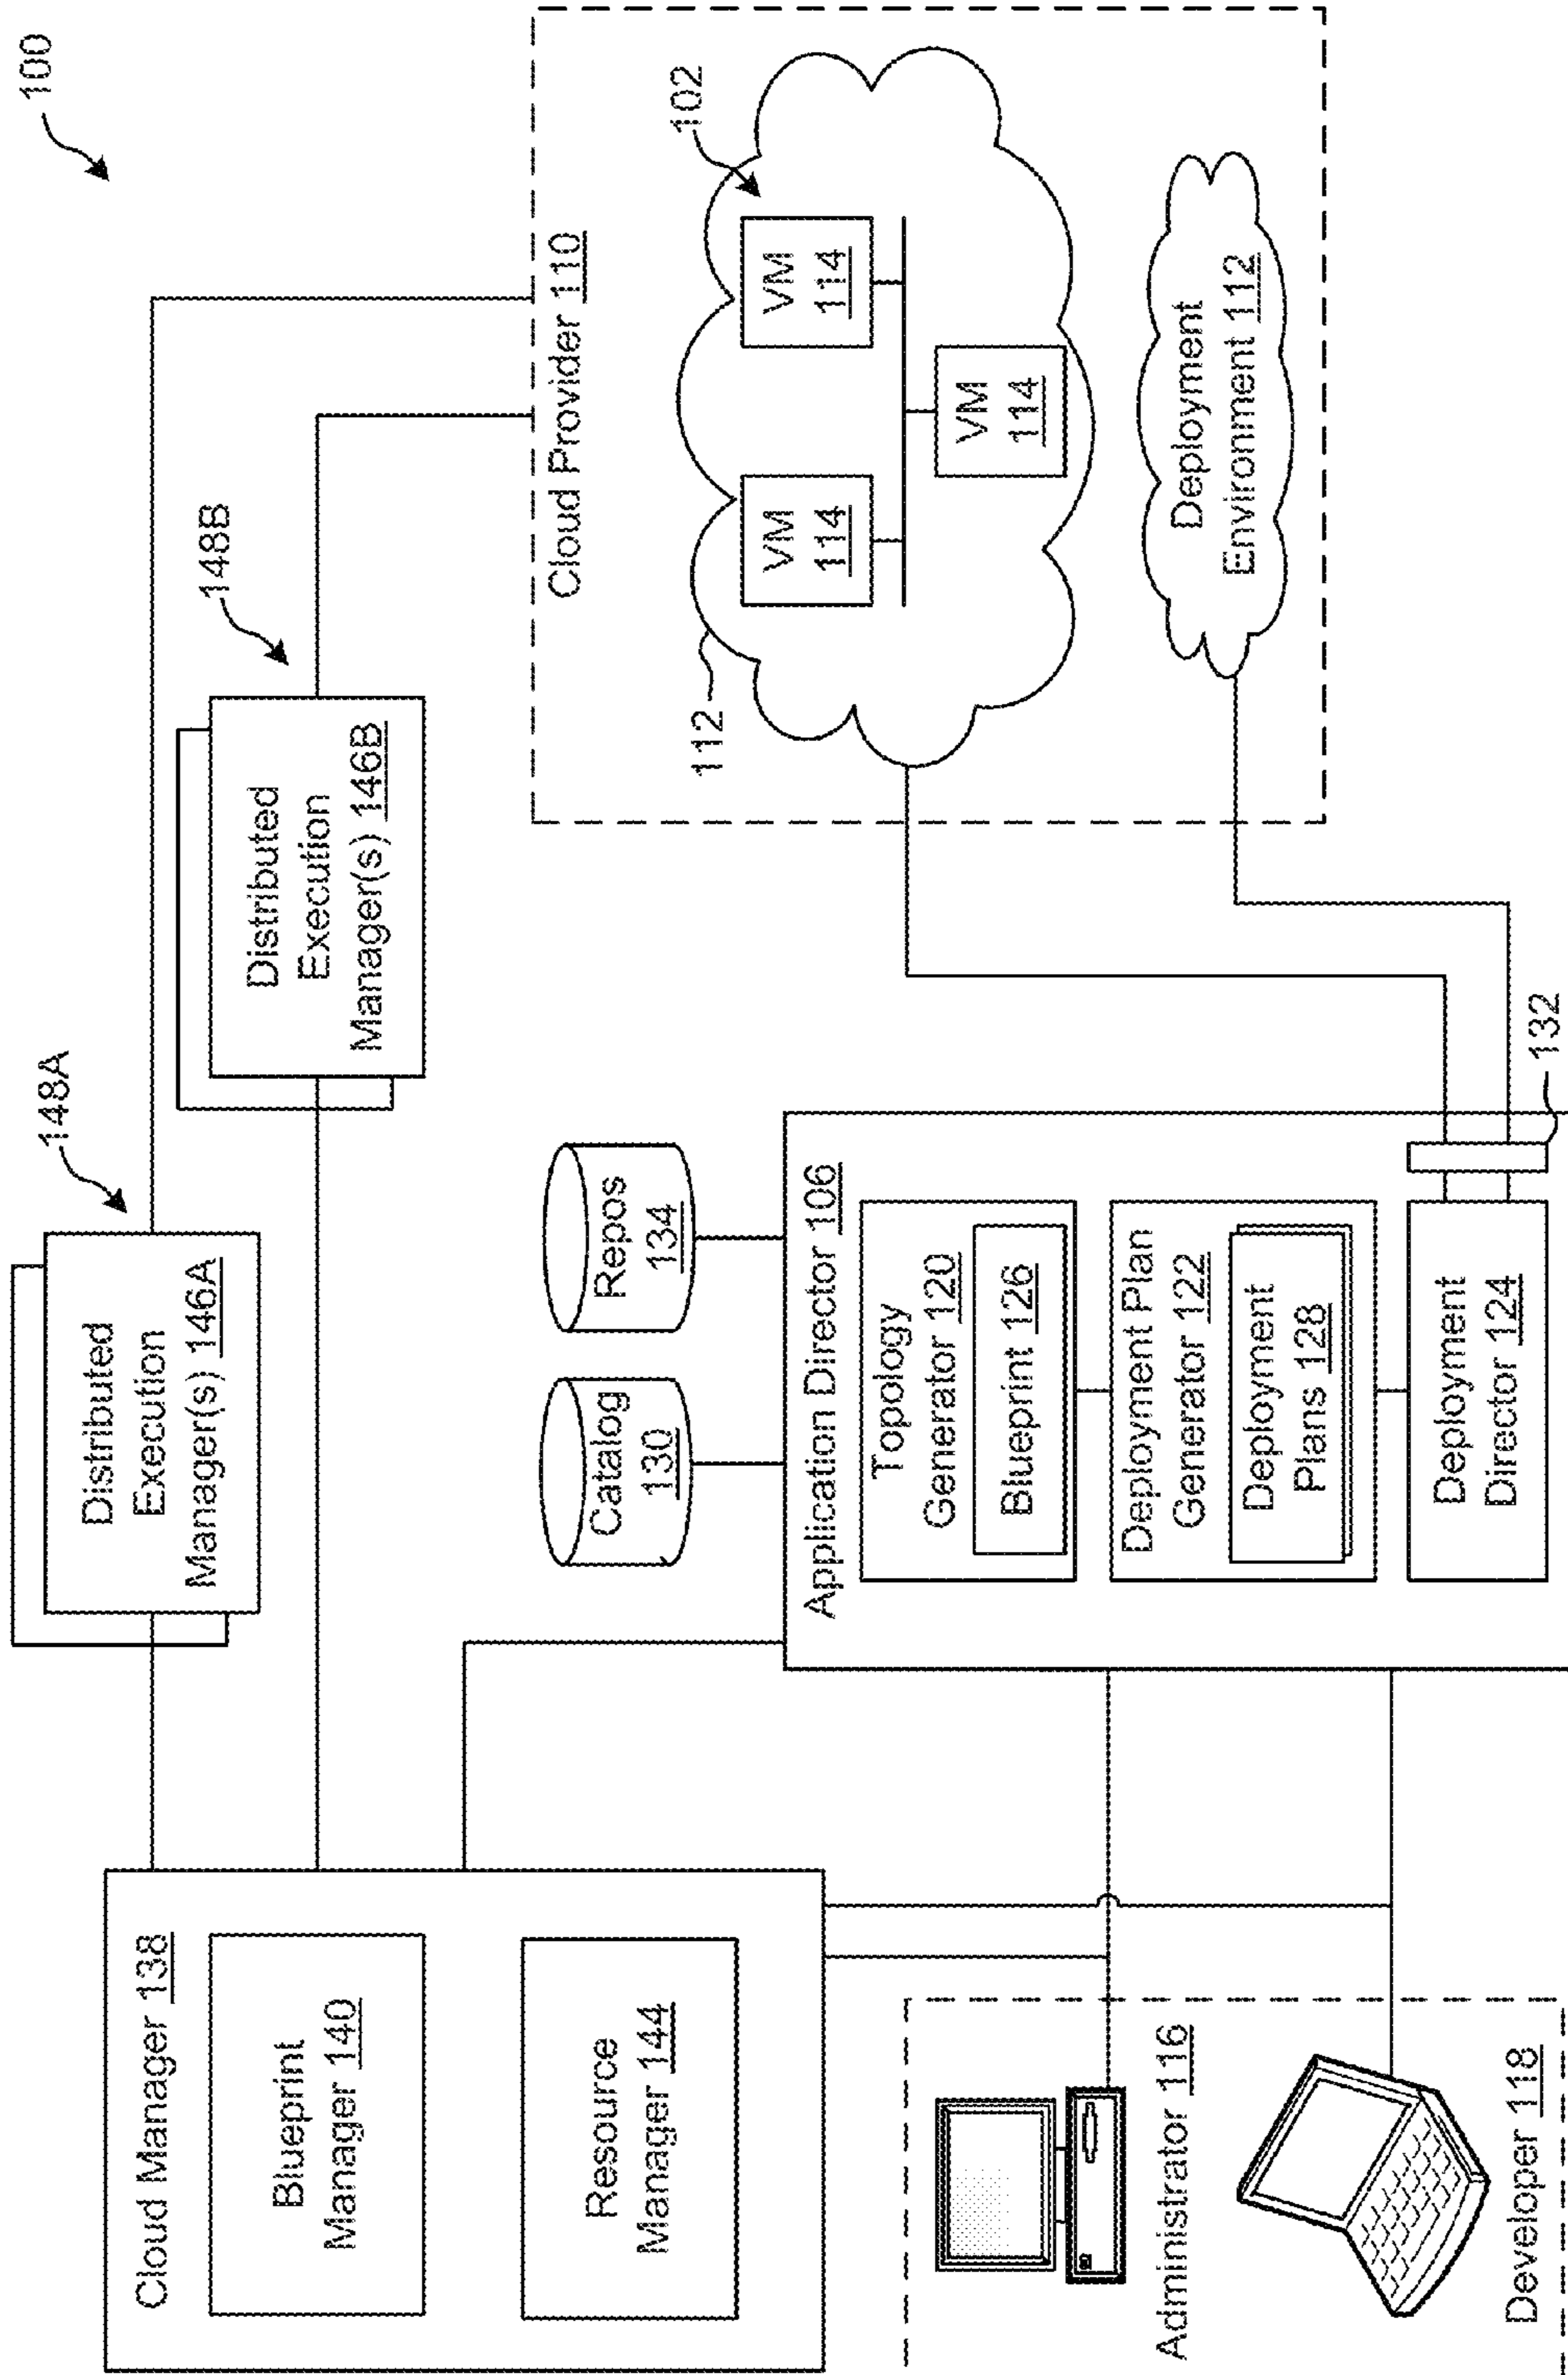 100
148A
148B
Cloud Manager 138
Blueprint
Manager 140
Resource
Manager 144
Distributed
Execution
Manager(s) 146A
Distributed
Execution
Manager(s) 146B
Catalog
130
Repos
134
Cloud Provider 110
112
102
VM
114
VM
114
VM
114
Deployment
Environment 112
Application Director 106
Topology
Generator 120
Blueprint 126
Deployment Plan
Generator 122
Deployment
Plans 128
Deployment
Director 124
132
Administrator 116
Developer 118